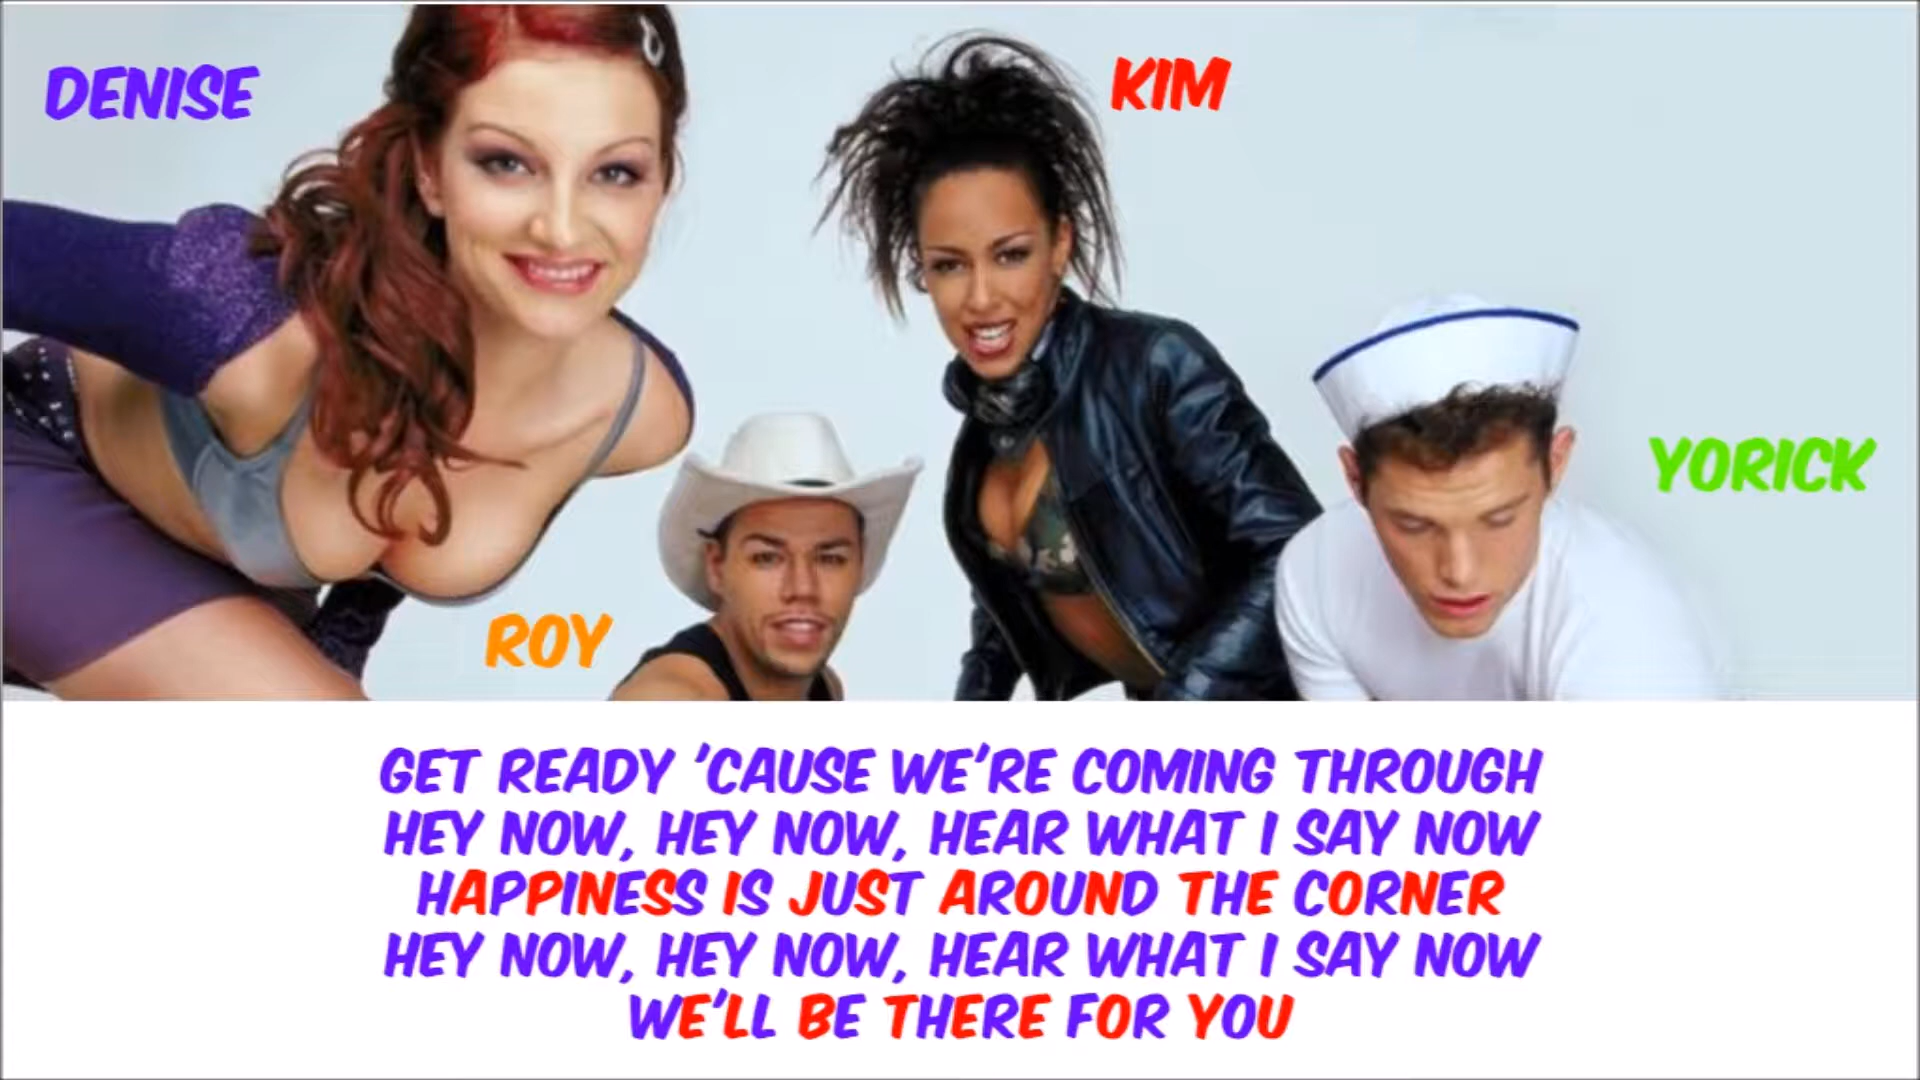 DENISE
KIM
YORICK
ROY
GET READY 'CAUSE WE'RE COMING THROUGH
HEY NOW, HEY NOW, HEAR WHAT I SAY NOW
HAPPINESS IS JUST AROUND THE CORNER
HEY NOW, HEY NOW, HEAR WHAT I SAY NOW
WE'LL BE THERE FOR YOU